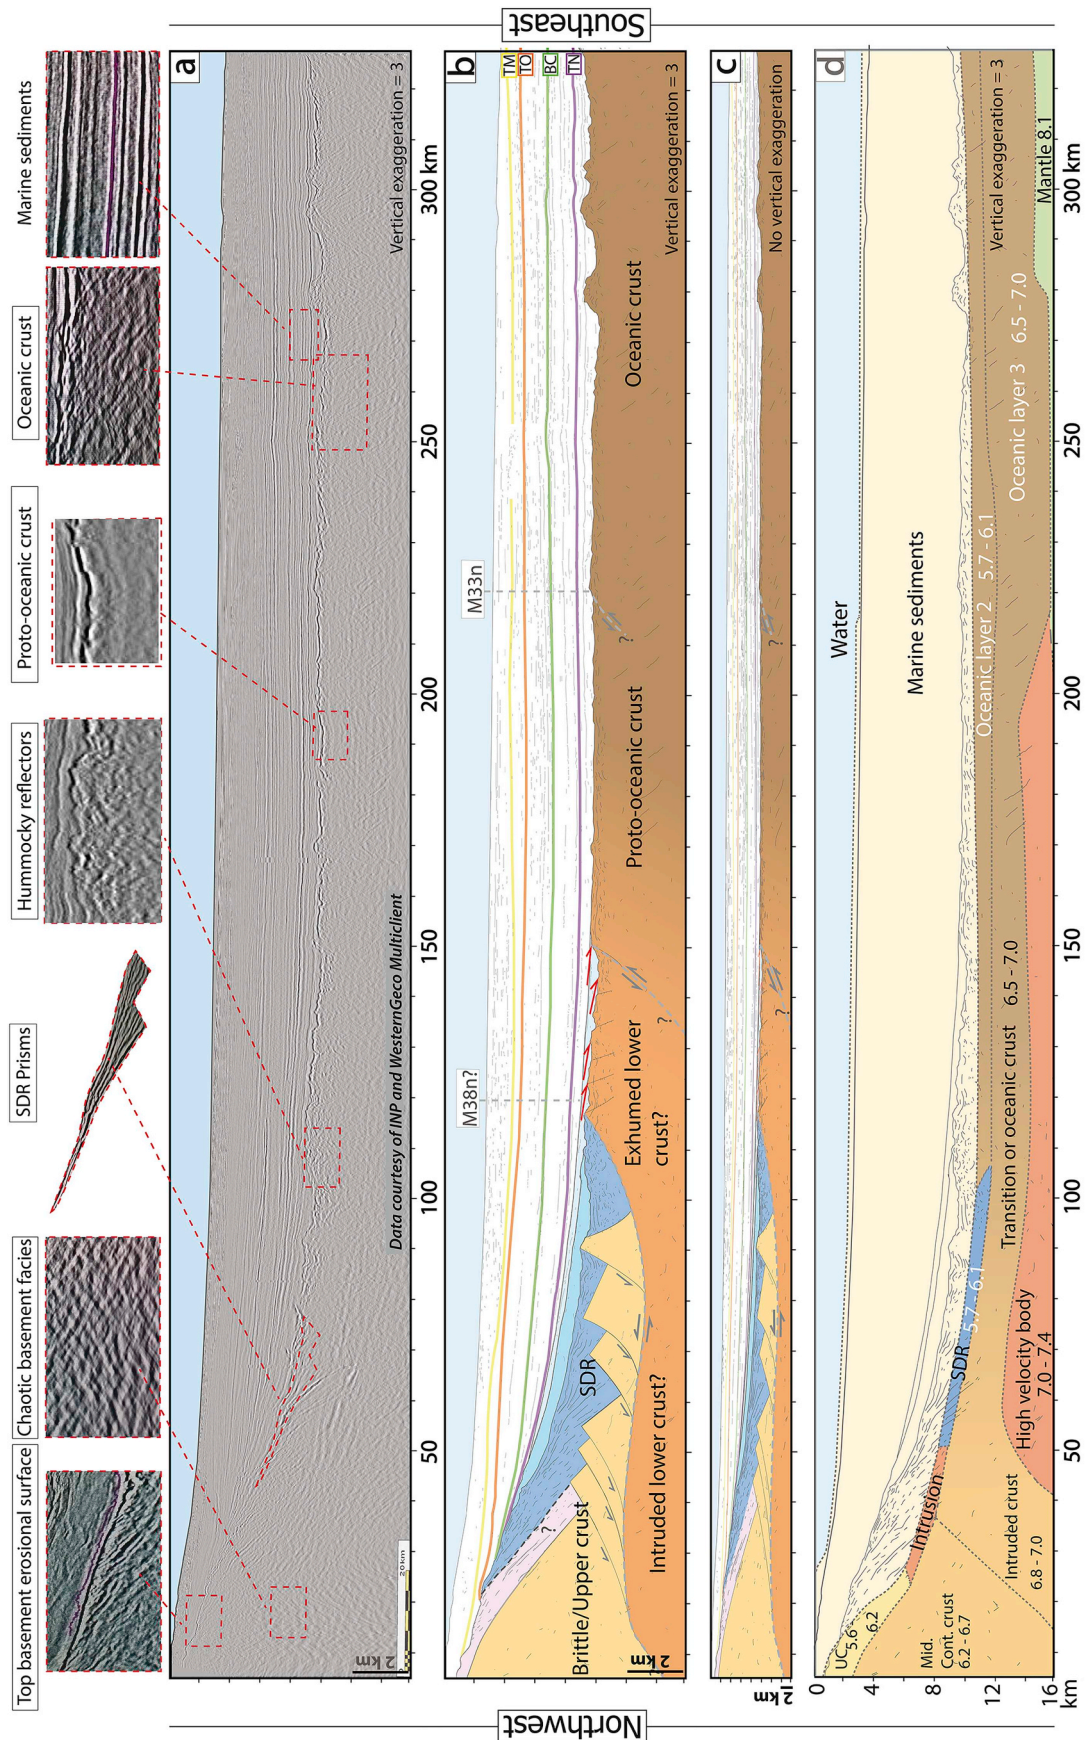 Southeast
Northwest
Top basement erosional surface
Chaotic basement facies
SDR Prisms
Hummocky reflectors
Proto-oceanic crust
Oceanic crust
Marine sediments
a
Data courtesy of INP and WesternGeco Multiclient
Vertical exaggeration = 3
2 km
20 km
50
100
150
200
250
300 km
b
TM
TO
BC
TN
M38n?
M33n
?
SDR
Brittle/Upper crust
Intruded lower crust?
Exhumed lower
crust?
?
Proto-oceanic crust
?
Oceanic crust
Vertical exaggeration = 3
2 km
c
?
?
No vertical exaggeration
2 km
d
Water
Marine sediments
UC
5.6 -
6.2
Mid.
Cont. crust
6.2 - 6.7
Intrusion
Intruded crust
6.8 - 7.0
SDR
5.7 - 6.1
High velocity body
7.0 - 7.4
Transition or oceanic crust
6.5 - 7.0
Oceanic layer 2
5.7 - 6.1
Oceanic layer 3
6.5 - 7.0
Vertical exaggeration = 3
Mantle 8.1
0
4
8
12
16
km
50
100
150
200
250
300 km